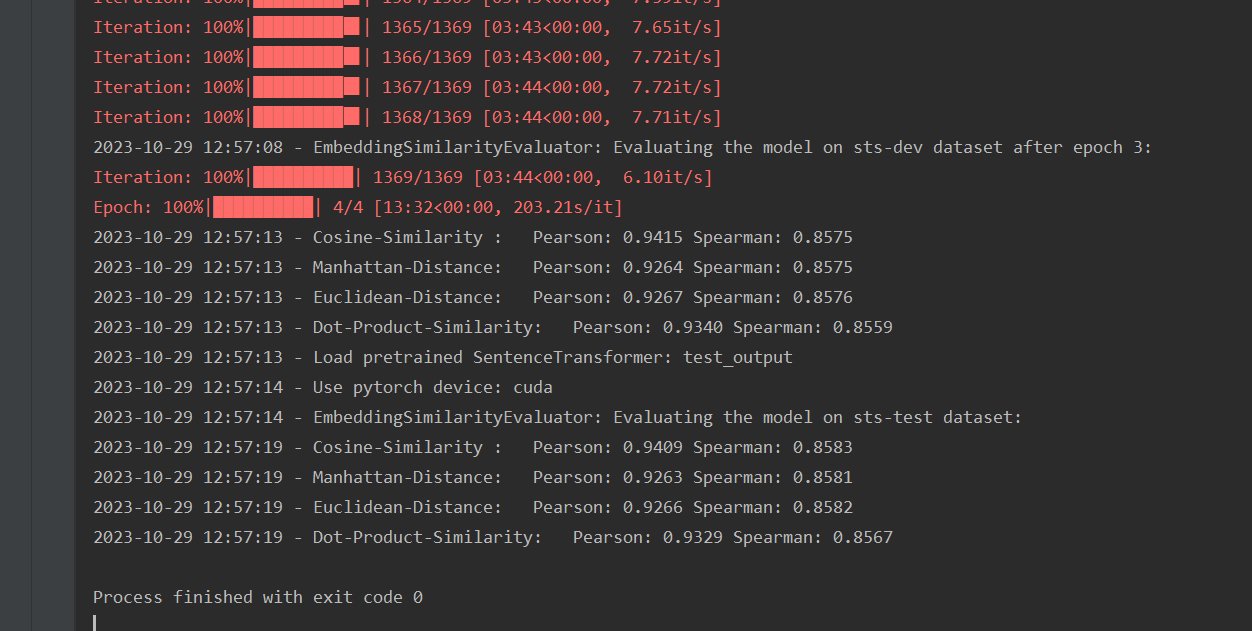 Iteration: 100%|██████████| 1364/1369 [03:43<00:00,  7.59it/s]
Iteration: 100%|██████████| 1365/1369 [03:43<00:00,  7.65it/s]
Iteration: 100%|██████████| 1366/1369 [03:43<00:00,  7.72it/s]
Iteration: 100%|██████████| 1367/1369 [03:44<00:00,  7.72it/s]
Iteration: 100%|██████████| 1368/1369 [03:44<00:00,  7.71it/s]
2023-10-29 12:57:08 - EmbeddingSimilarityEvaluator: Evaluating the model on sts-dev dataset after epoch 3:
Iteration: 100%|██████████| 1369/1369 [03:44<00:00,  6.10it/s]
Epoch: 100%|██████████| 4/4 [13:32<00:00, 203.21s/it]
2023-10-29 12:57:13 - Cosine-Similarity :   Pearson: 0.9415 Spearman: 0.8575
2023-10-29 12:57:13 - Manhattan-Distance:   Pearson: 0.9264 Spearman: 0.8575
2023-10-29 12:57:13 - Euclidean-Distance:   Pearson: 0.9267 Spearman: 0.8576
2023-10-29 12:57:13 - Dot-Product-Similarity:   Pearson: 0.9340 Spearman: 0.8559
2023-10-29 12:57:13 - Load pretrained SentenceTransformer: test_output
2023-10-29 12:57:14 - Use pytorch device: cuda
2023-10-29 12:57:14 - EmbeddingSimilarityEvaluator: Evaluating the model on sts-test dataset:
2023-10-29 12:57:19 - Cosine-Similarity :   Pearson: 0.9409 Spearman: 0.8583
2023-10-29 12:57:19 - Manhattan-Distance:   Pearson: 0.9263 Spearman: 0.8581
2023-10-29 12:57:19 - Euclidean-Distance:   Pearson: 0.9266 Spearman: 0.8582
2023-10-29 12:57:19 - Dot-Product-Similarity:   Pearson: 0.9329 Spearman: 0.8567
Process finished with exit code 0